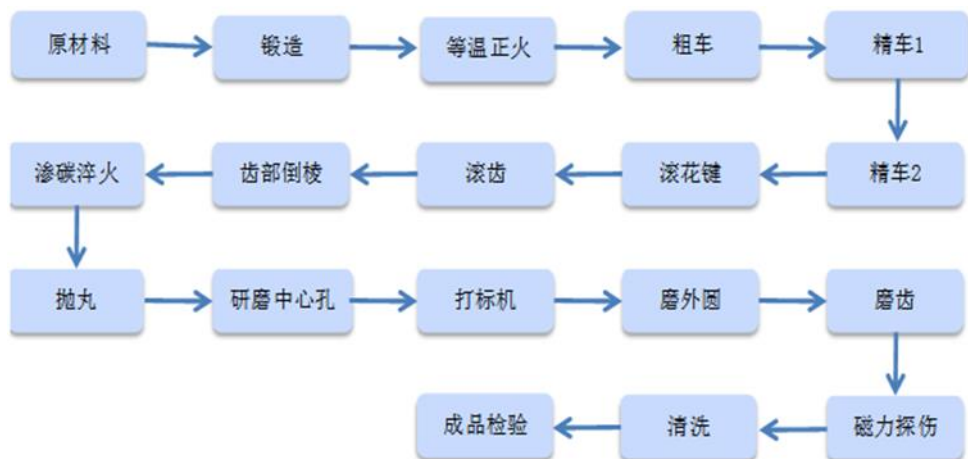 原材料
锻造
等温正火
粗车
精车1
精车2
滚花键
滚齿
齿部倒棱
渗碳淬火
抛丸
研磨中心孔
打标机
磨外圆
磨齿
磁力探伤
清洗
成品检验